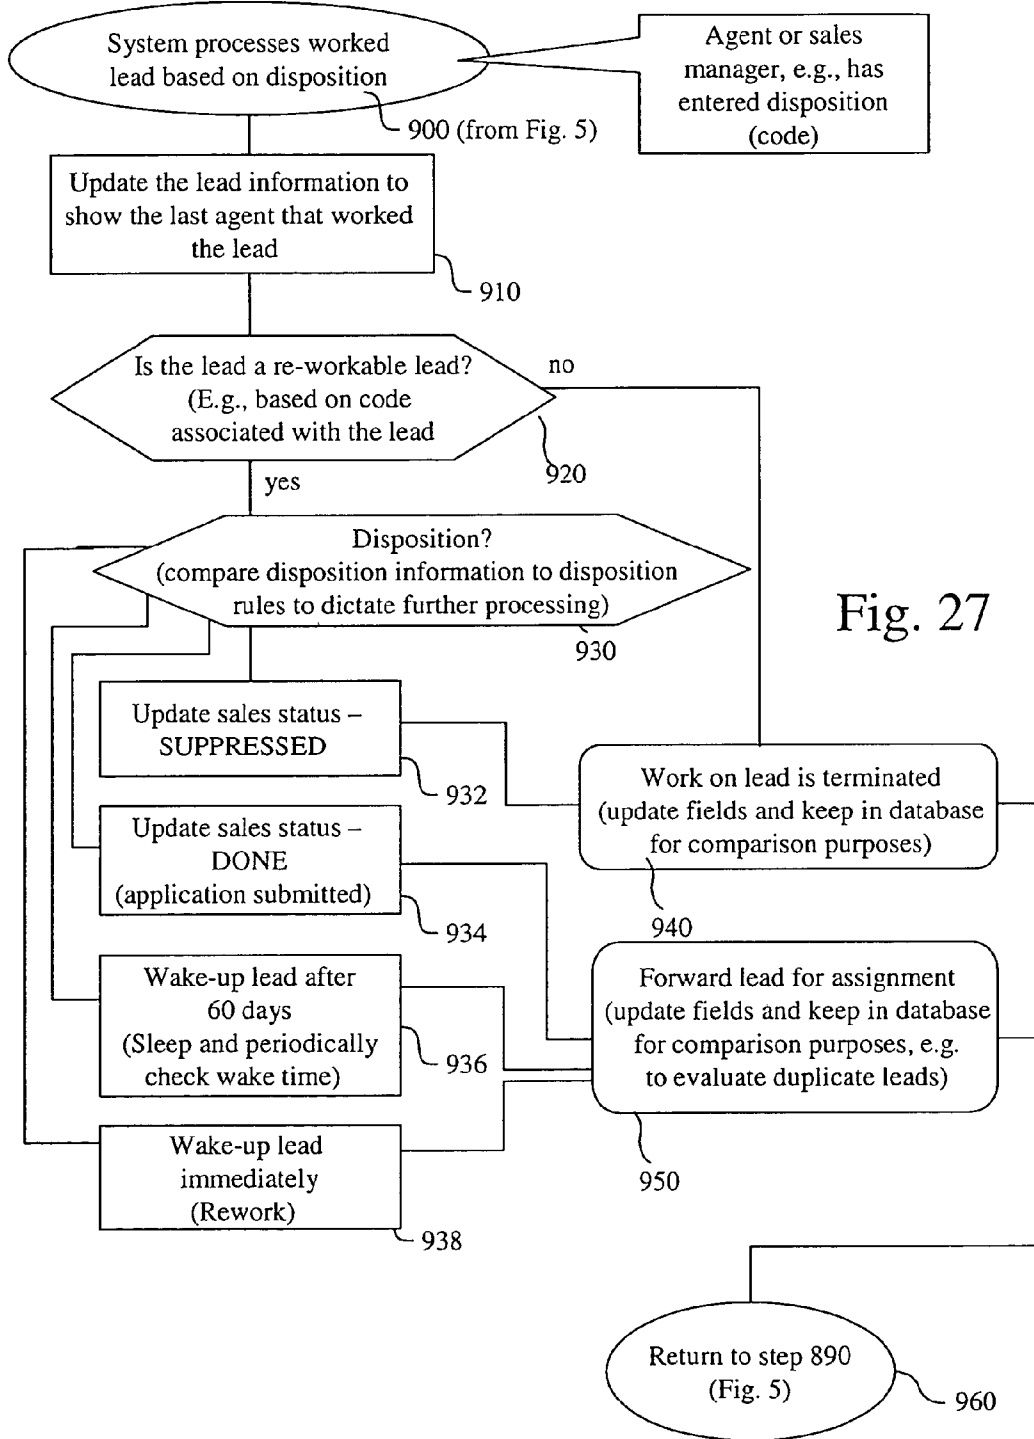 System processes worked
lead based on disposition
900 (from Fig. 5)
Agent or sales
manager, e.g., has
entered disposition
(code)
Update the lead information to
show the last agent that worked
the lead
910
Is the lead a re-workable lead?
(E.g., based on code
associated with the lead
no
920
yes
Disposition?
(compare disposition information to disposition
rules to dictate further processing)
930
Fig. 27
Update sales status –
SUPPRESSED
932
Work on lead is terminated
(update fields and keep in database
for comparison purposes)
940
Update sales status –
DONE
(application submitted)
934
Wake-up lead after
60 days
(Sleep and periodically
check wake time)
936
Forward lead for assignment
(update fields and keep in database
for comparison purposes, e.g.
to evaluate duplicate leads)
950
Wake-up lead
immediately
(Rework)
938
Return to step 890
(Fig. 5)
960